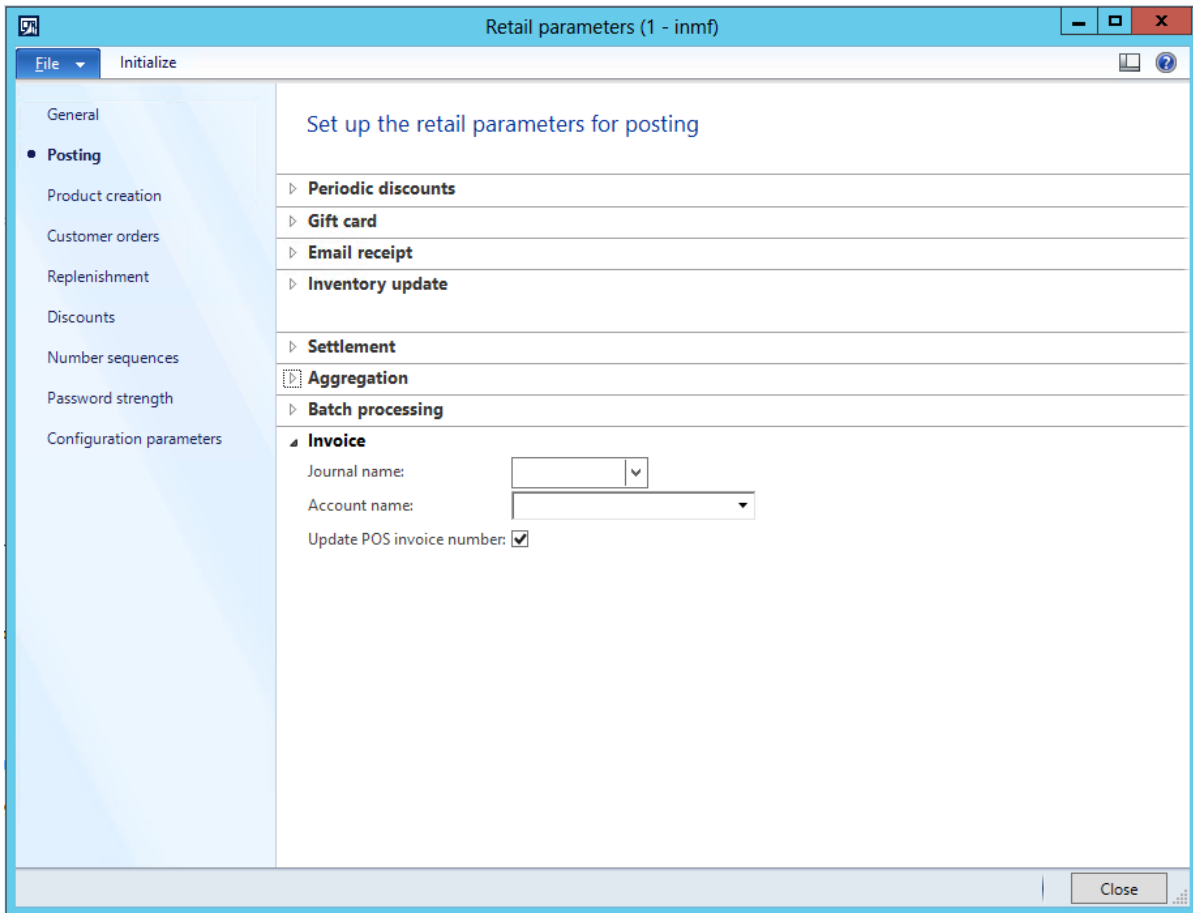 Retail parameters (1 - inmf)
File Initialize
General
Posting
Product creation
Customer orders
Replenishment
Discounts
Number sequences
Password strength
Configuration parameters
Set up the retail parameters for posting
Periodic discounts
Gift card
Email receipt
Inventory update
Settlement
Aggregation
Batch processing
Invoice
Journal name:
Account name:
Update POS invoice number:
Close